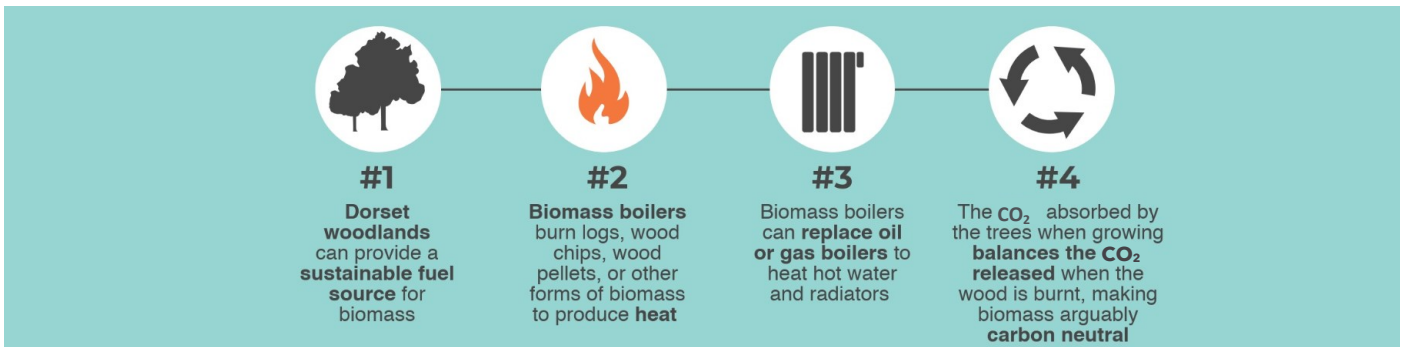 #1
Dorset
woodlands
can provide a
sustainable fuel
source for
biomass
#2
Biomass boilers
burn logs, wood
chips, wood
pellets, or other
forms of biomass
to produce heat
#3
Biomass boilers
can replace oil
or gas boilers to
heat hot water
and radiators
#4
The CO₂ absorbed by
the trees when growing
balances the CO₂
released when the
wood is burnt, making
biomass arguably
carbon neutral